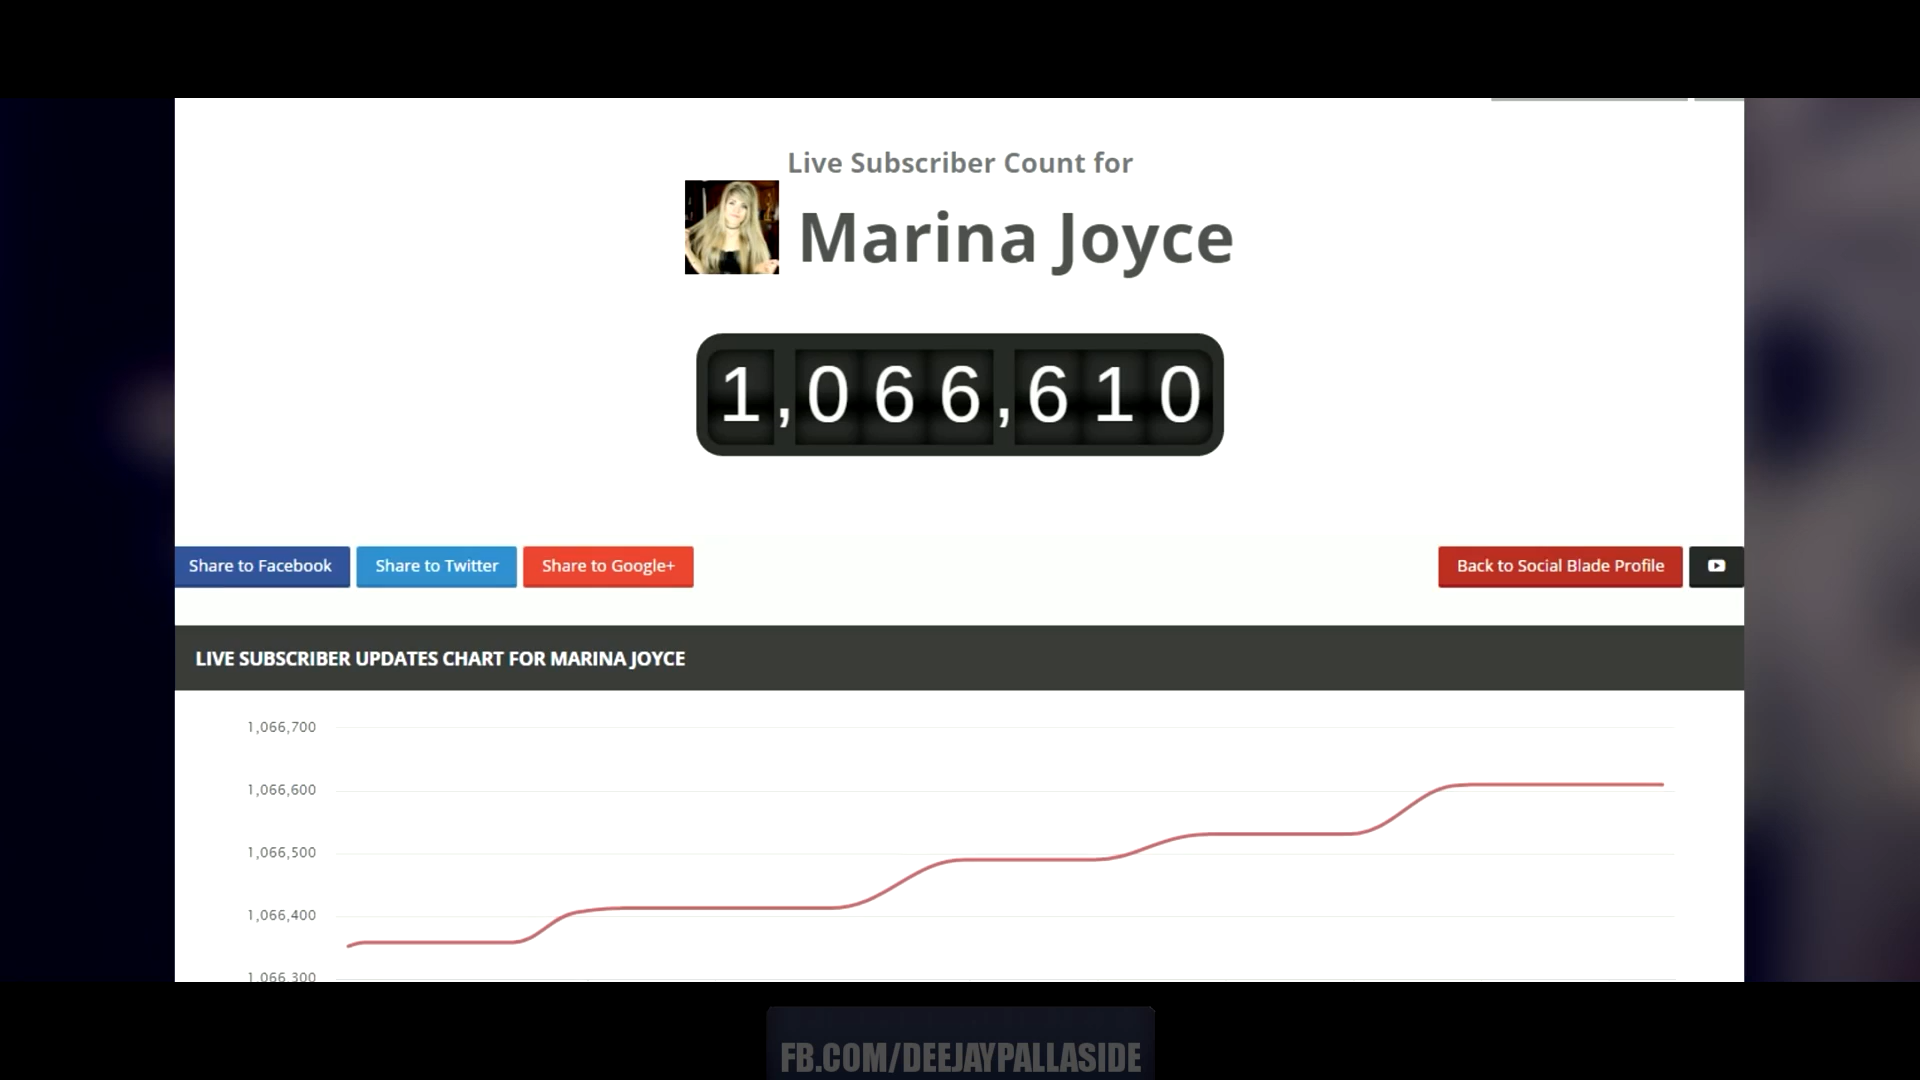 Live Subscriber Count for
Marina Joyce
1,066,610
Share to Facebook
Share to Twitter
Share to Google+
Back to Social Blade Profile
LIVE SUBSCRIBER UPDATES CHART FOR MARINA JOYCE
1,066,700
1,066,600
1,066,500
1,066,400
1,066,300
FB.COM/DEEJAYPALLASIDE